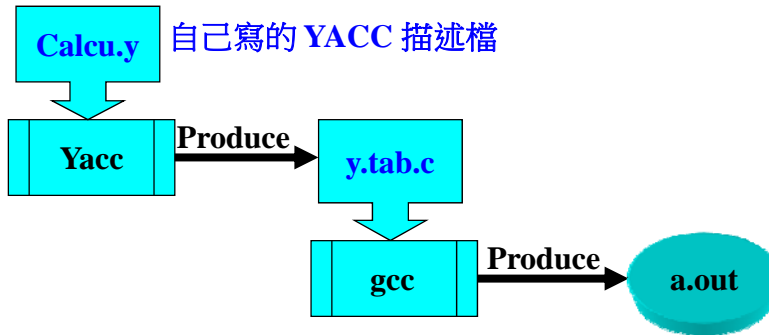 Calcu.y
自己寫的 YACC 描述檔
Yacc
Produce
y.tab.c
gcc
Produce
a.out